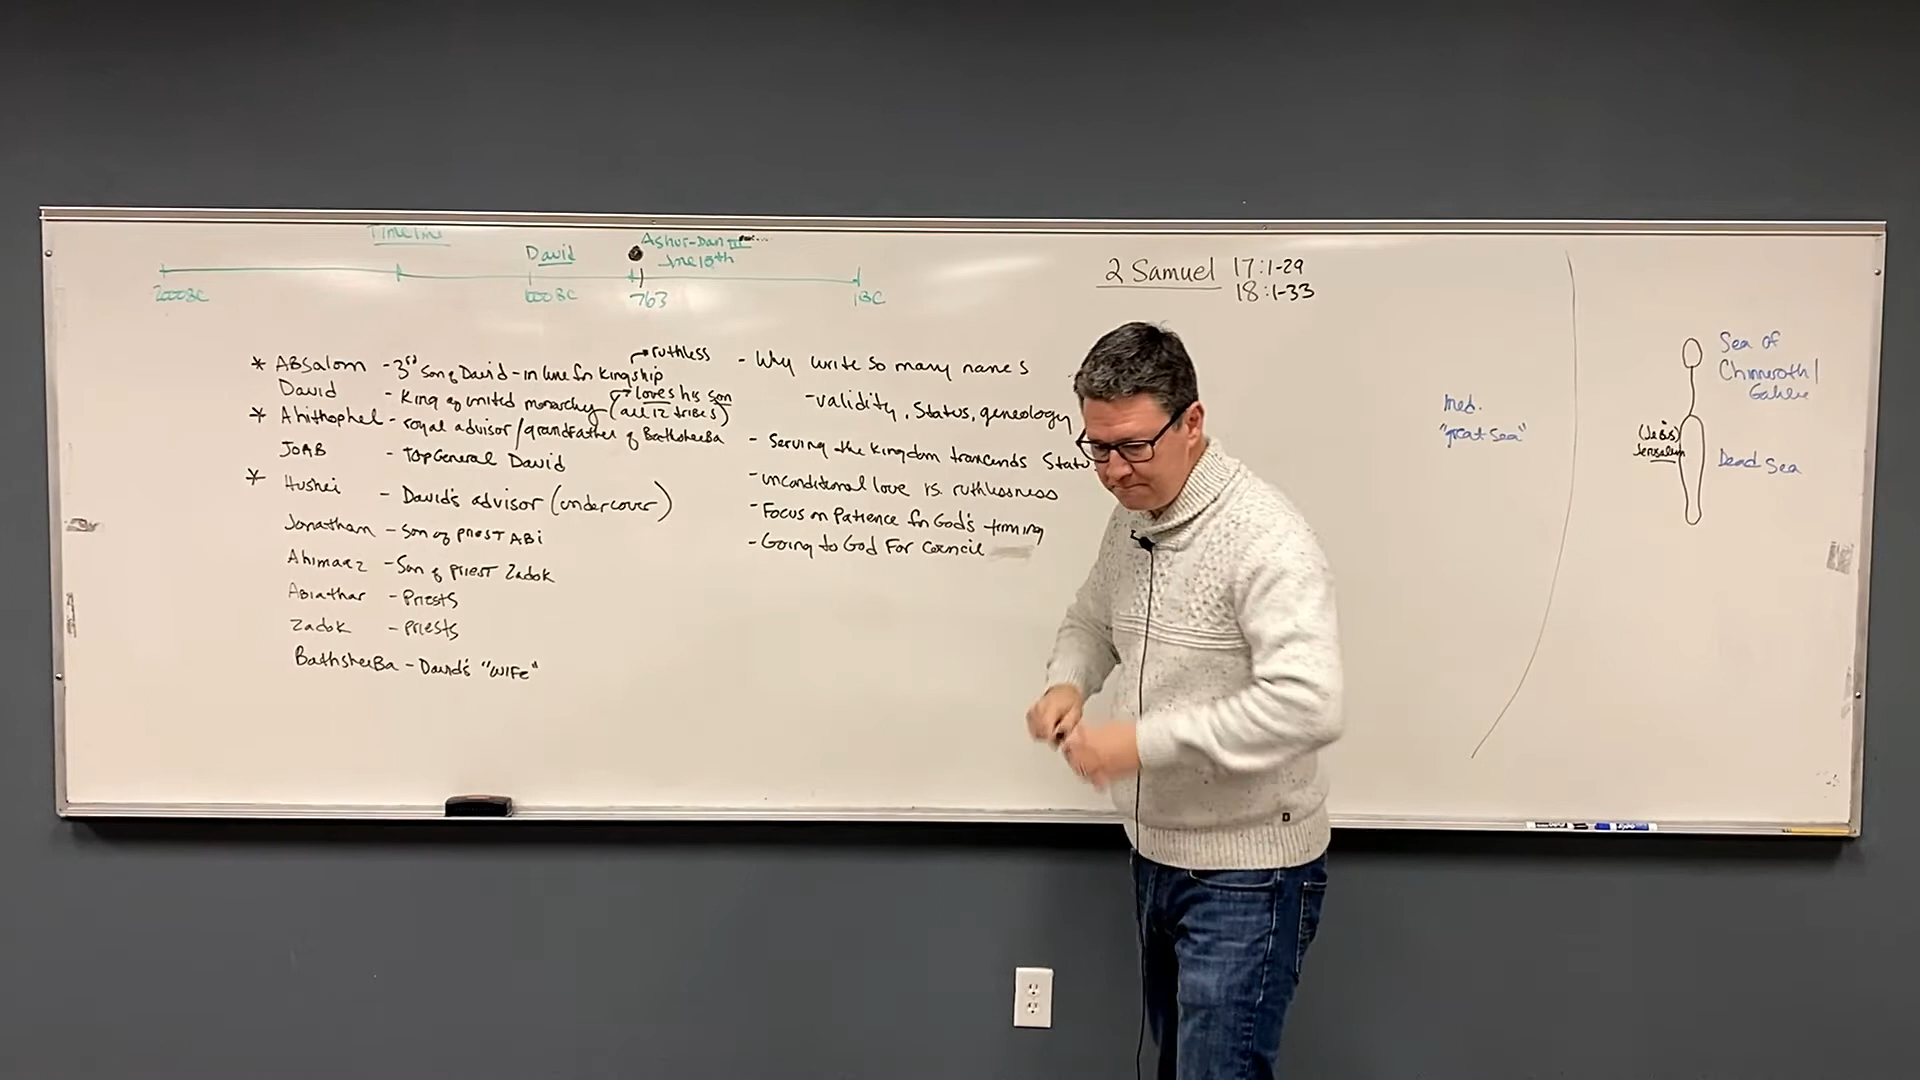 Timeline
David
Ashur-Dan III
June 15th
2000BC
1000BC
763
1BC
2 Samuel 17:1-29
18:1-33
ruthless
* ABsalom - 3rd son of David - in line for Kingship
loves his son
David - King of united monarchy (all 12 tribes)
* Ahithophel - royal advisor/grandfather of BathsheBa
JOAB - top General David
* Hushei - David's advisor (undercover)
Jonathan - Son of priest ABi
Ahimaaz - Son of priest Zadok
Abiathar - Priests
Zadok - priests
BathsheBa - David's "wife"
- Why write so many names
- validity, Status, geneology
- Serving the Kingdom trancends Statu
- unconditional love vs. ruthlessness
- Focus on Patience for God's timing
- Going to God For Council
med.
"great sea"
Sea of
Chinneroth/
Galilee
(Jebis)
Jerusalem
Dead Sea